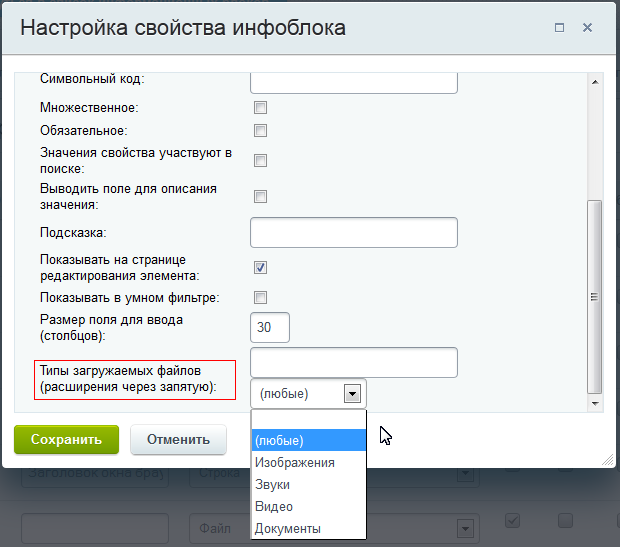 Настройка свойства инфоблока
Символьный код:
Множественное:
Обязательное:
Значения свойства участвуют в
поиске:
Выводить поле для описания
значения:
Подсказка:
Показывать на странице
редактирования элемента:
Показывать в умном фильтре:
Размер поля для ввода
(столбцов):
30
Типы загружаемых файлов
(расширения через запятую):
(любые)
(любые)
Изображения
Звуки
Видео
Документы
Сохранить
Отменить
Заголовок окна брау
Строка
Файл